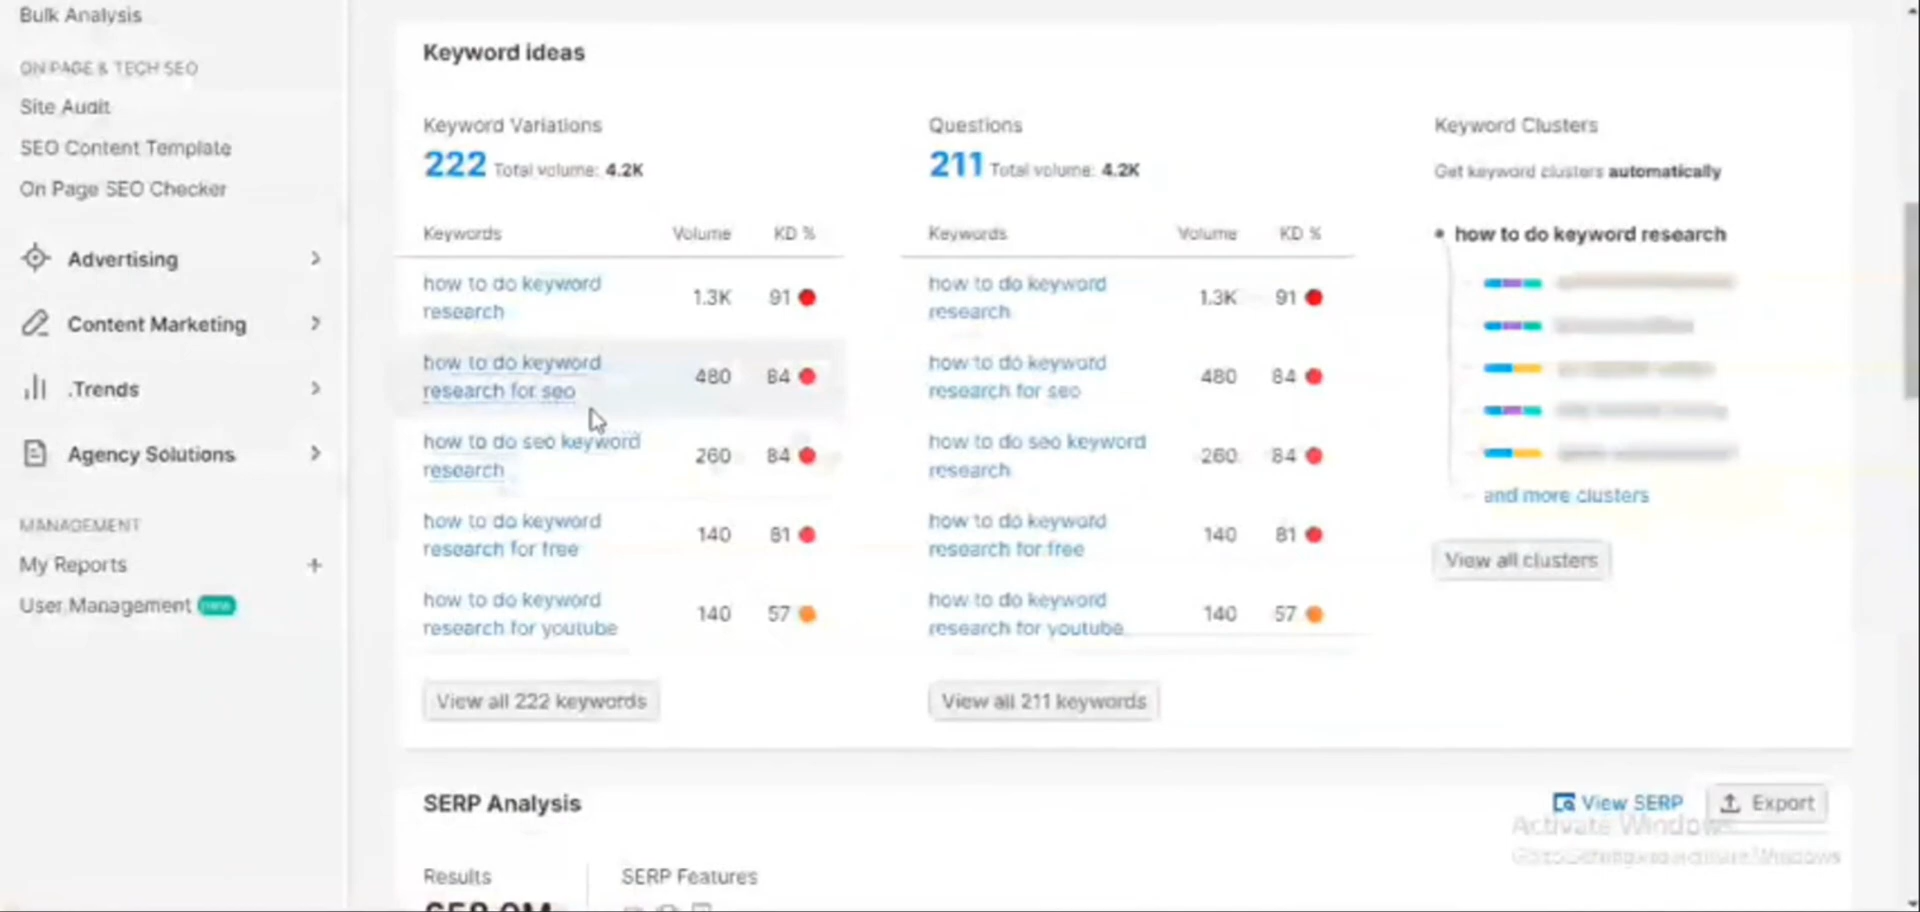 Bulk Analysis
ON PAGE & TECH SEO
Site Audit
SEO Content Template
On Page SEO Checker
Advertising
Content Marketing
.Trends
Agency Solutions
MANAGEMENT
My Reports +
User Management new
Keyword ideas
Keyword Variations
222 Total volume: 4.2K
Keywords Volume KD %
how to do keyword
research 1.3K 91
how to do keyword
research for seo 480 84
how to do seo keyword
research 260 84
how to do keyword
research for free 140 81
how to do keyword
research for youtube 140 57
View all 222 keywords
Questions
211 Total volume: 4.2K
Keywords Volume KD %
how to do keyword
research 1.3K 91
how to do keyword
research for seo 480 84
how to do seo keyword
research 260 84
how to do keyword
research for free 140 81
how to do keyword
research for youtube 140 57
View all 211 keywords
Keyword Clusters
Get keyword clusters automatically
how to do keyword research
and more clusters
View all clusters
SERP Analysis
View SERP
Export
Activate Windows
Results
SERP Features